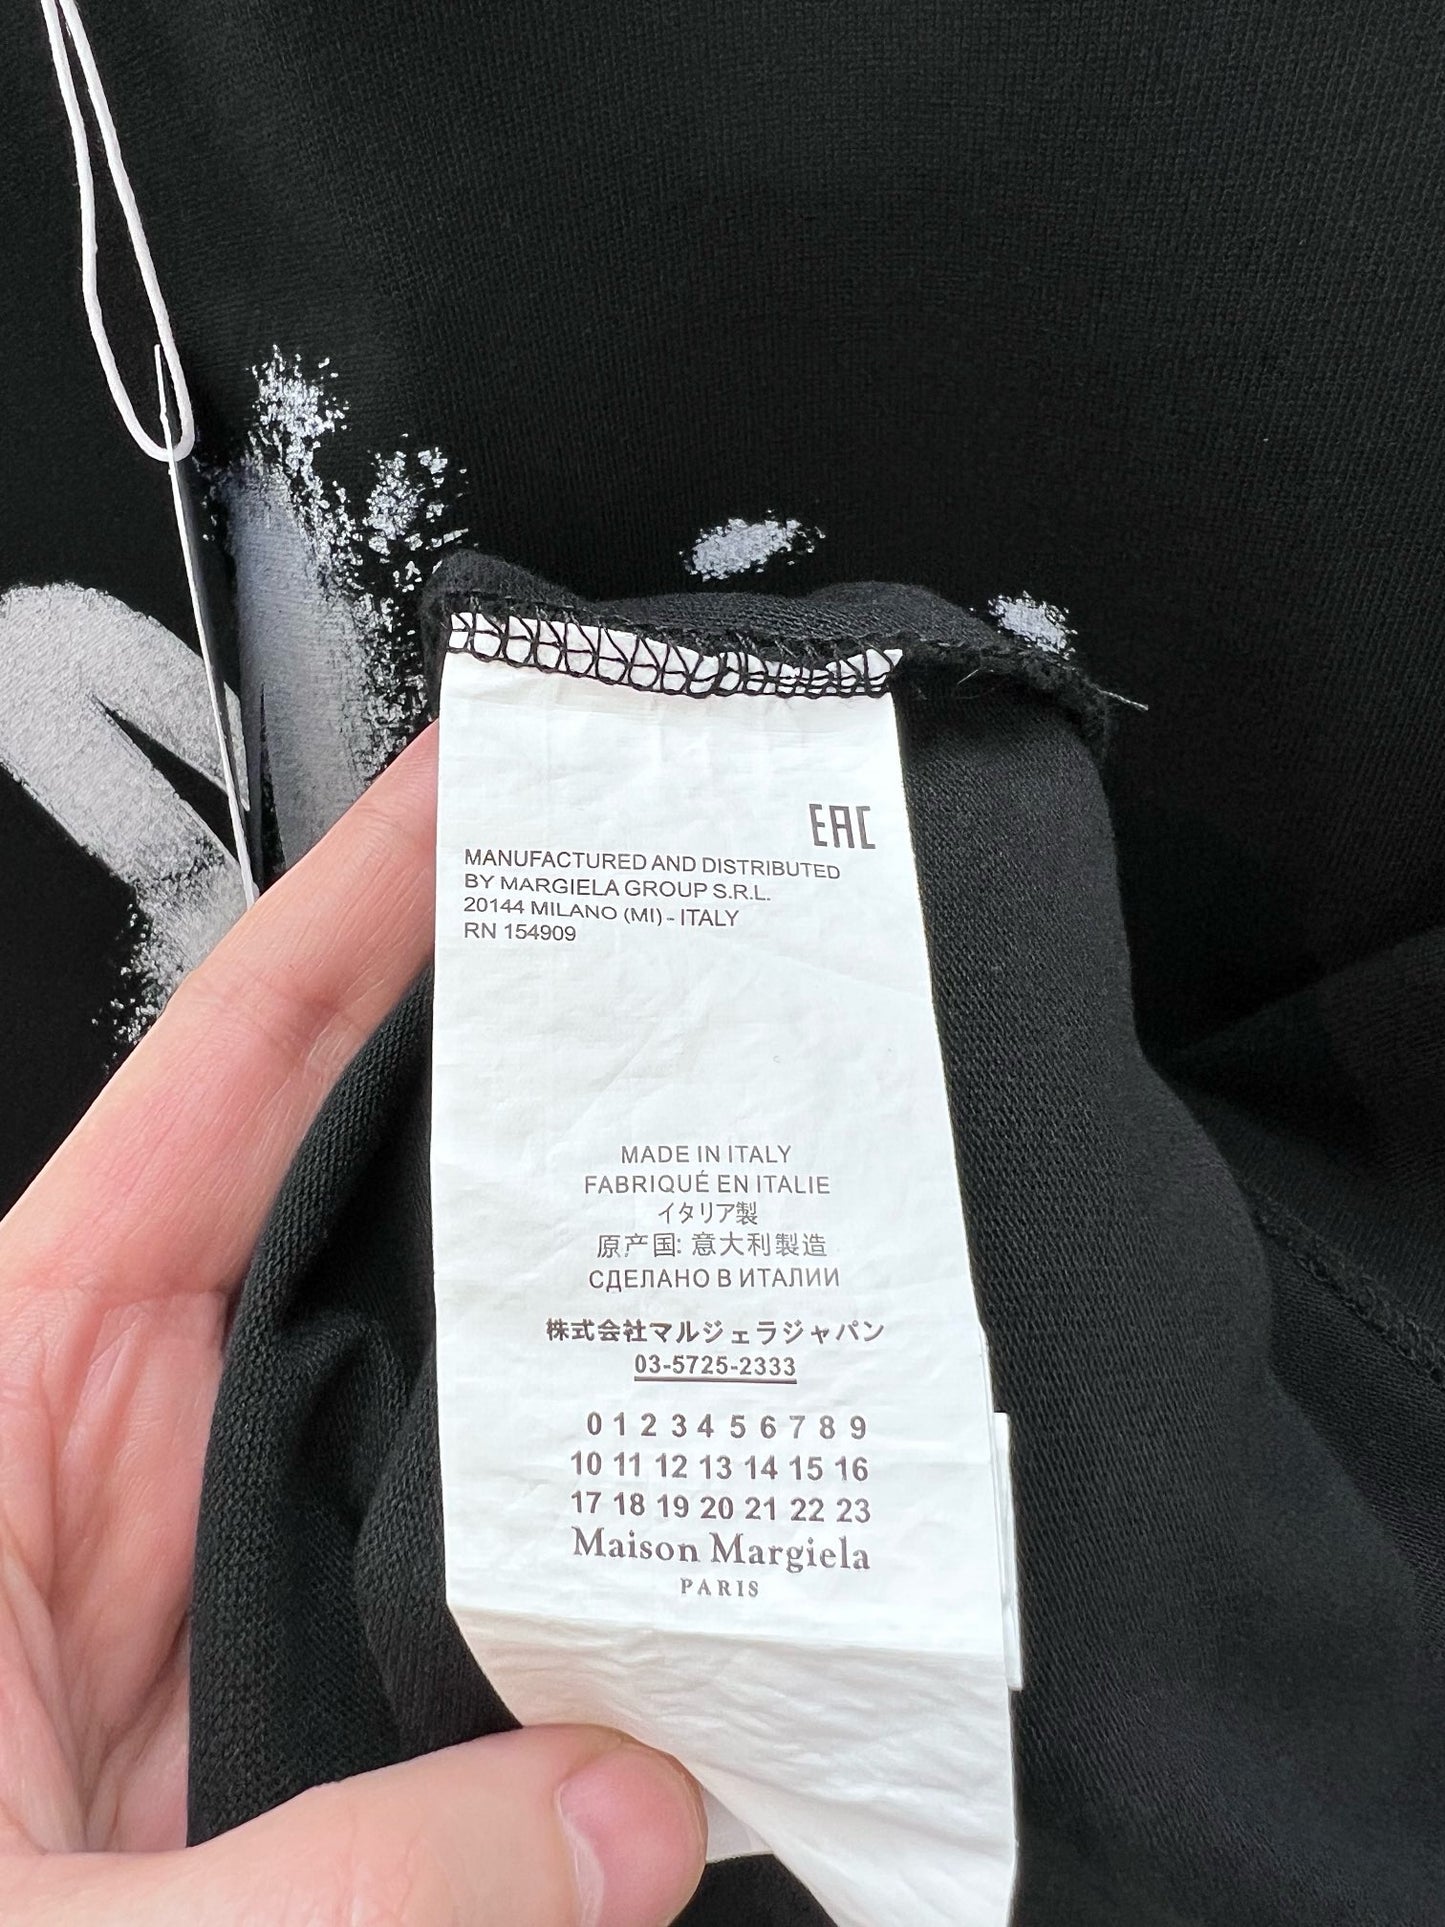 EAC
MANUFACTURED AND DISTRIBUTED
BY MARGIELA GROUP S.R.L.
20144 MILANO (MI) - ITALY
RN 154909
MADE IN ITALY
FABRIQUÉ EN ITALIE
イタリア製
原产国: 意大利製造
СДЕЛАНО В ИТАЛИИ
株式会社マルジェラジャパン
03-5725-2333
0 1 2 3 4 5 6 7 8 9
10 11 12 13 14 15 16
17 18 19 20 21 22 23
Maison Margiela
PARIS